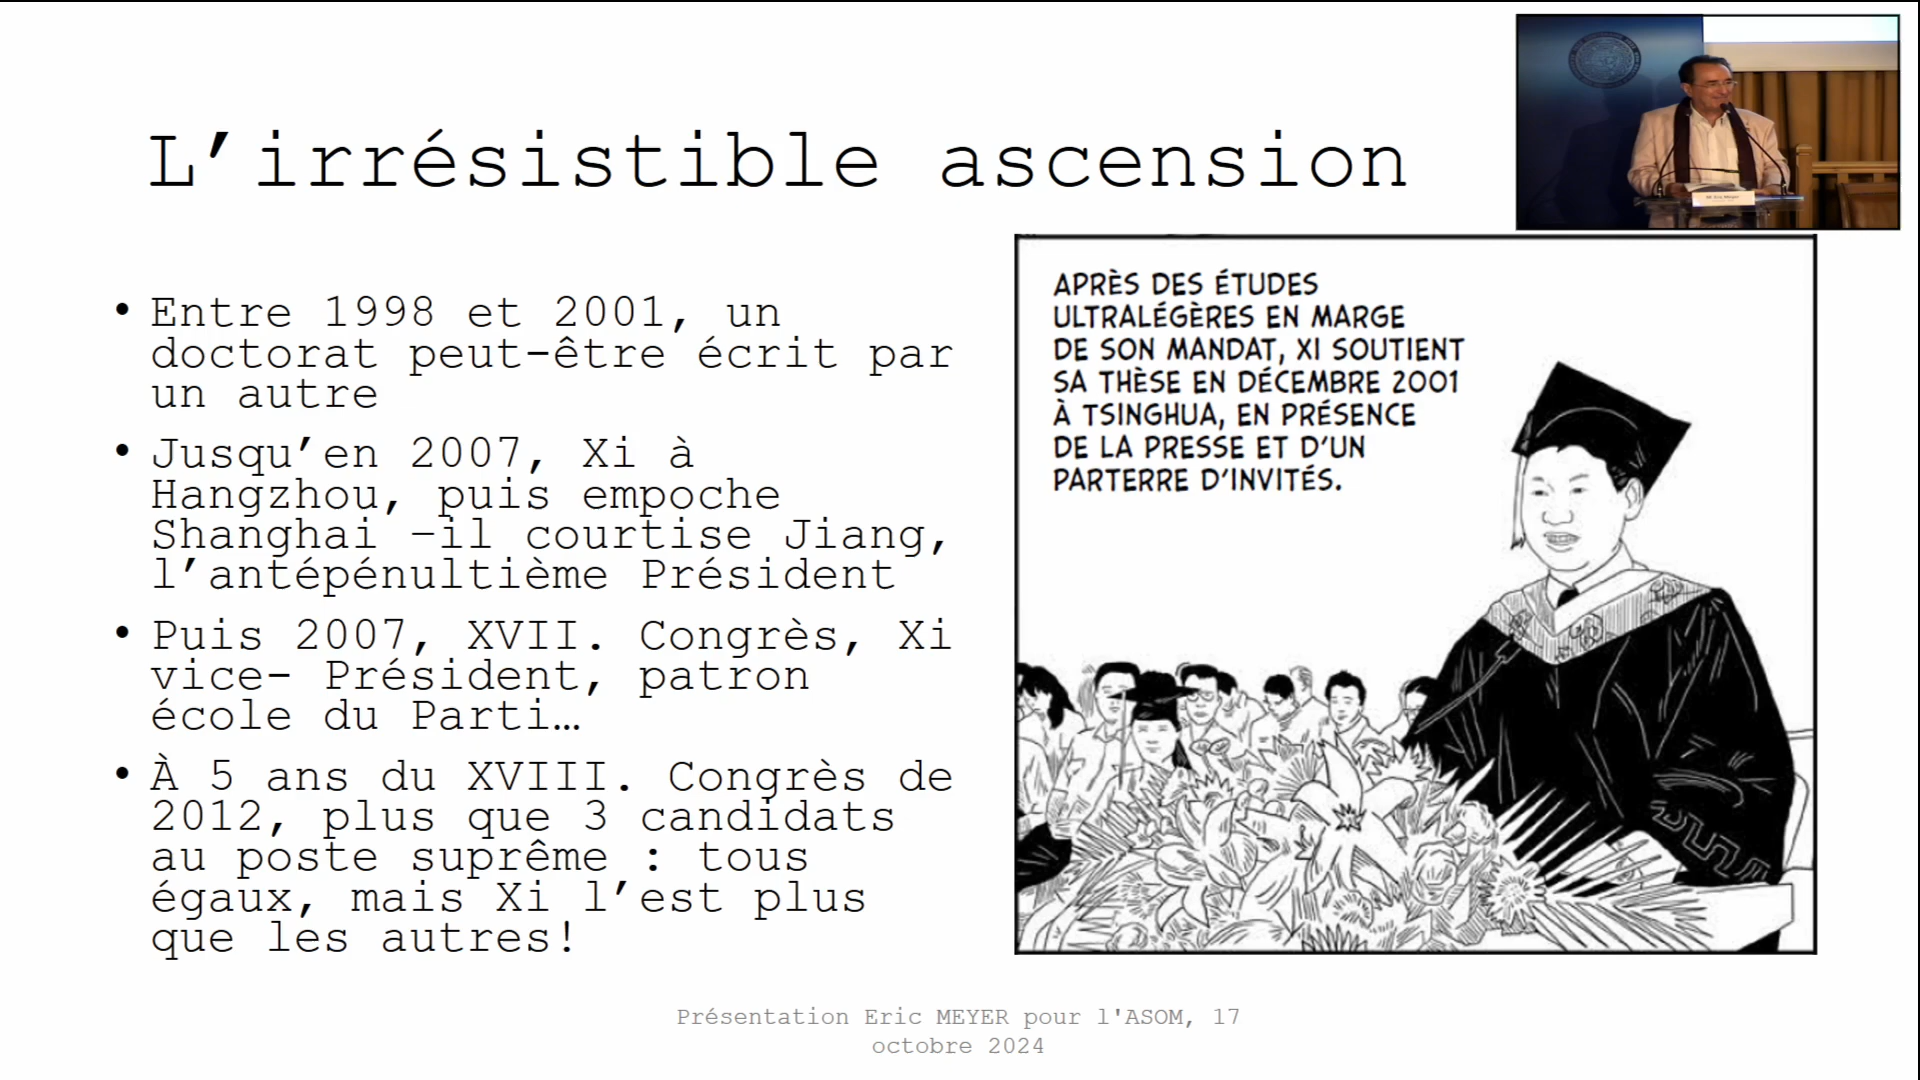 L’irrésistible ascension
• Entre 1998 et 2001, un
doctorat peut-être écrit par
un autre
• Jusqu’en 2007, Xi à
Hangzhou, puis empoche
Shanghai –il courtise Jiang,
l’antépénultième Président
• Puis 2007, XVII. Congrès, Xi
vice- Président, patron
école du Parti…
• À 5 ans du XVIII. Congrès de
2012, plus que 3 candidats
au poste suprême : tous
égaux, mais Xi l’est plus
que les autres!
APRÈS DES ÉTUDES
ULTRALÉGÈRES EN MARGE
DE SON MANDAT, XI SOUTIENT
SA THÈSE EN DÉCEMBRE 2001
À TSINGHUA, EN PRÉSENCE
DE LA PRESSE ET D’UN
PARTERRE D’INVITÉS.
Présentation Eric MEYER pour l'ASOM, 17
octobre 2024